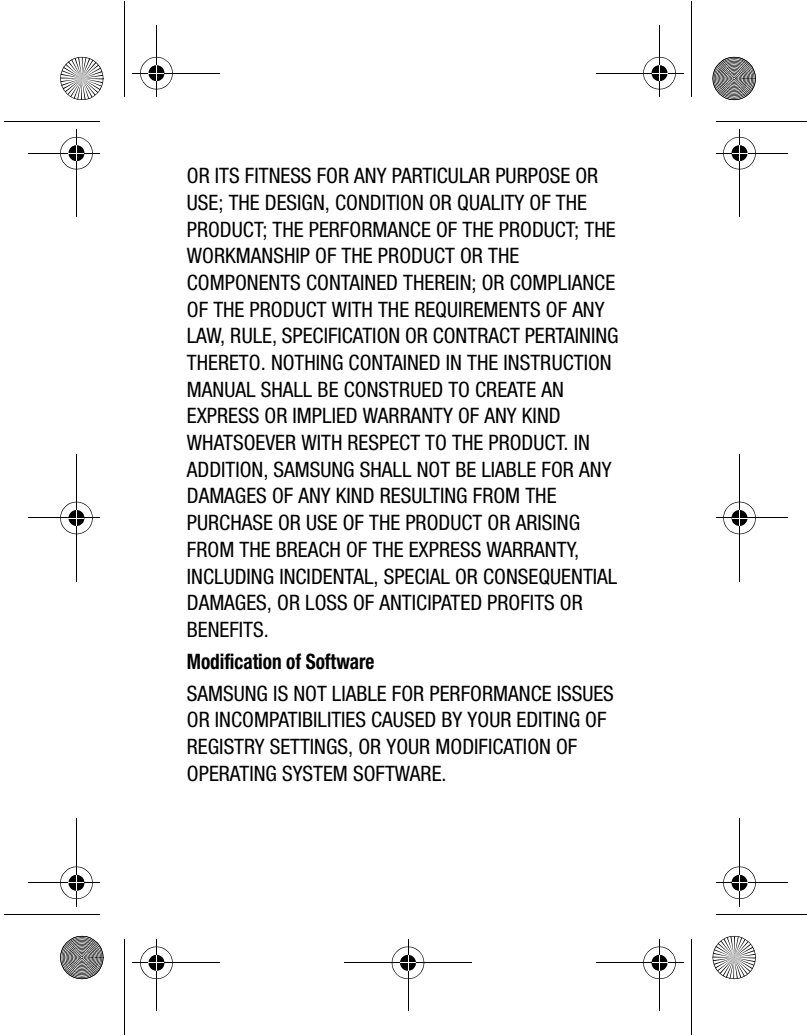 OR ITS FITNESS FOR ANY PARTICULAR PURPOSE OR
USE; THE DESIGN, CONDITION OR QUALITY OF THE
PRODUCT; THE PERFORMANCE OF THE PRODUCT; THE
WORKMANSHIP OF THE PRODUCT OR THE
COMPONENTS CONTAINED THEREIN; OR COMPLIANCE
OF THE PRODUCT WITH THE REQUIREMENTS OF ANY
LAW, RULE, SPECIFICATION OR CONTRACT PERTAINING
THERETO. NOTHING CONTAINED IN THE INSTRUCTION
MANUAL SHALL BE CONSTRUED TO CREATE AN
EXPRESS OR IMPLIED WARRANTY OF ANY KIND
WHATSOEVER WITH RESPECT TO THE PRODUCT. IN
ADDITION, SAMSUNG SHALL NOT BE LIABLE FOR ANY
DAMAGES OF ANY KIND RESULTING FROM THE
PURCHASE OR USE OF THE PRODUCT OR ARISING
FROM THE BREACH OF THE EXPRESS WARRANTY,
INCLUDING INCIDENTAL, SPECIAL OR CONSEQUENTIAL
DAMAGES, OR LOSS OF ANTICIPATED PROFITS OR
BENEFITS.
Modification of Software
SAMSUNG IS NOT LIABLE FOR PERFORMANCE ISSUES
OR INCOMPATIBILITIES CAUSED BY YOUR EDITING OF
REGISTRY SETTINGS, OR YOUR MODIFICATION OF
OPERATING SYSTEM SOFTWARE.